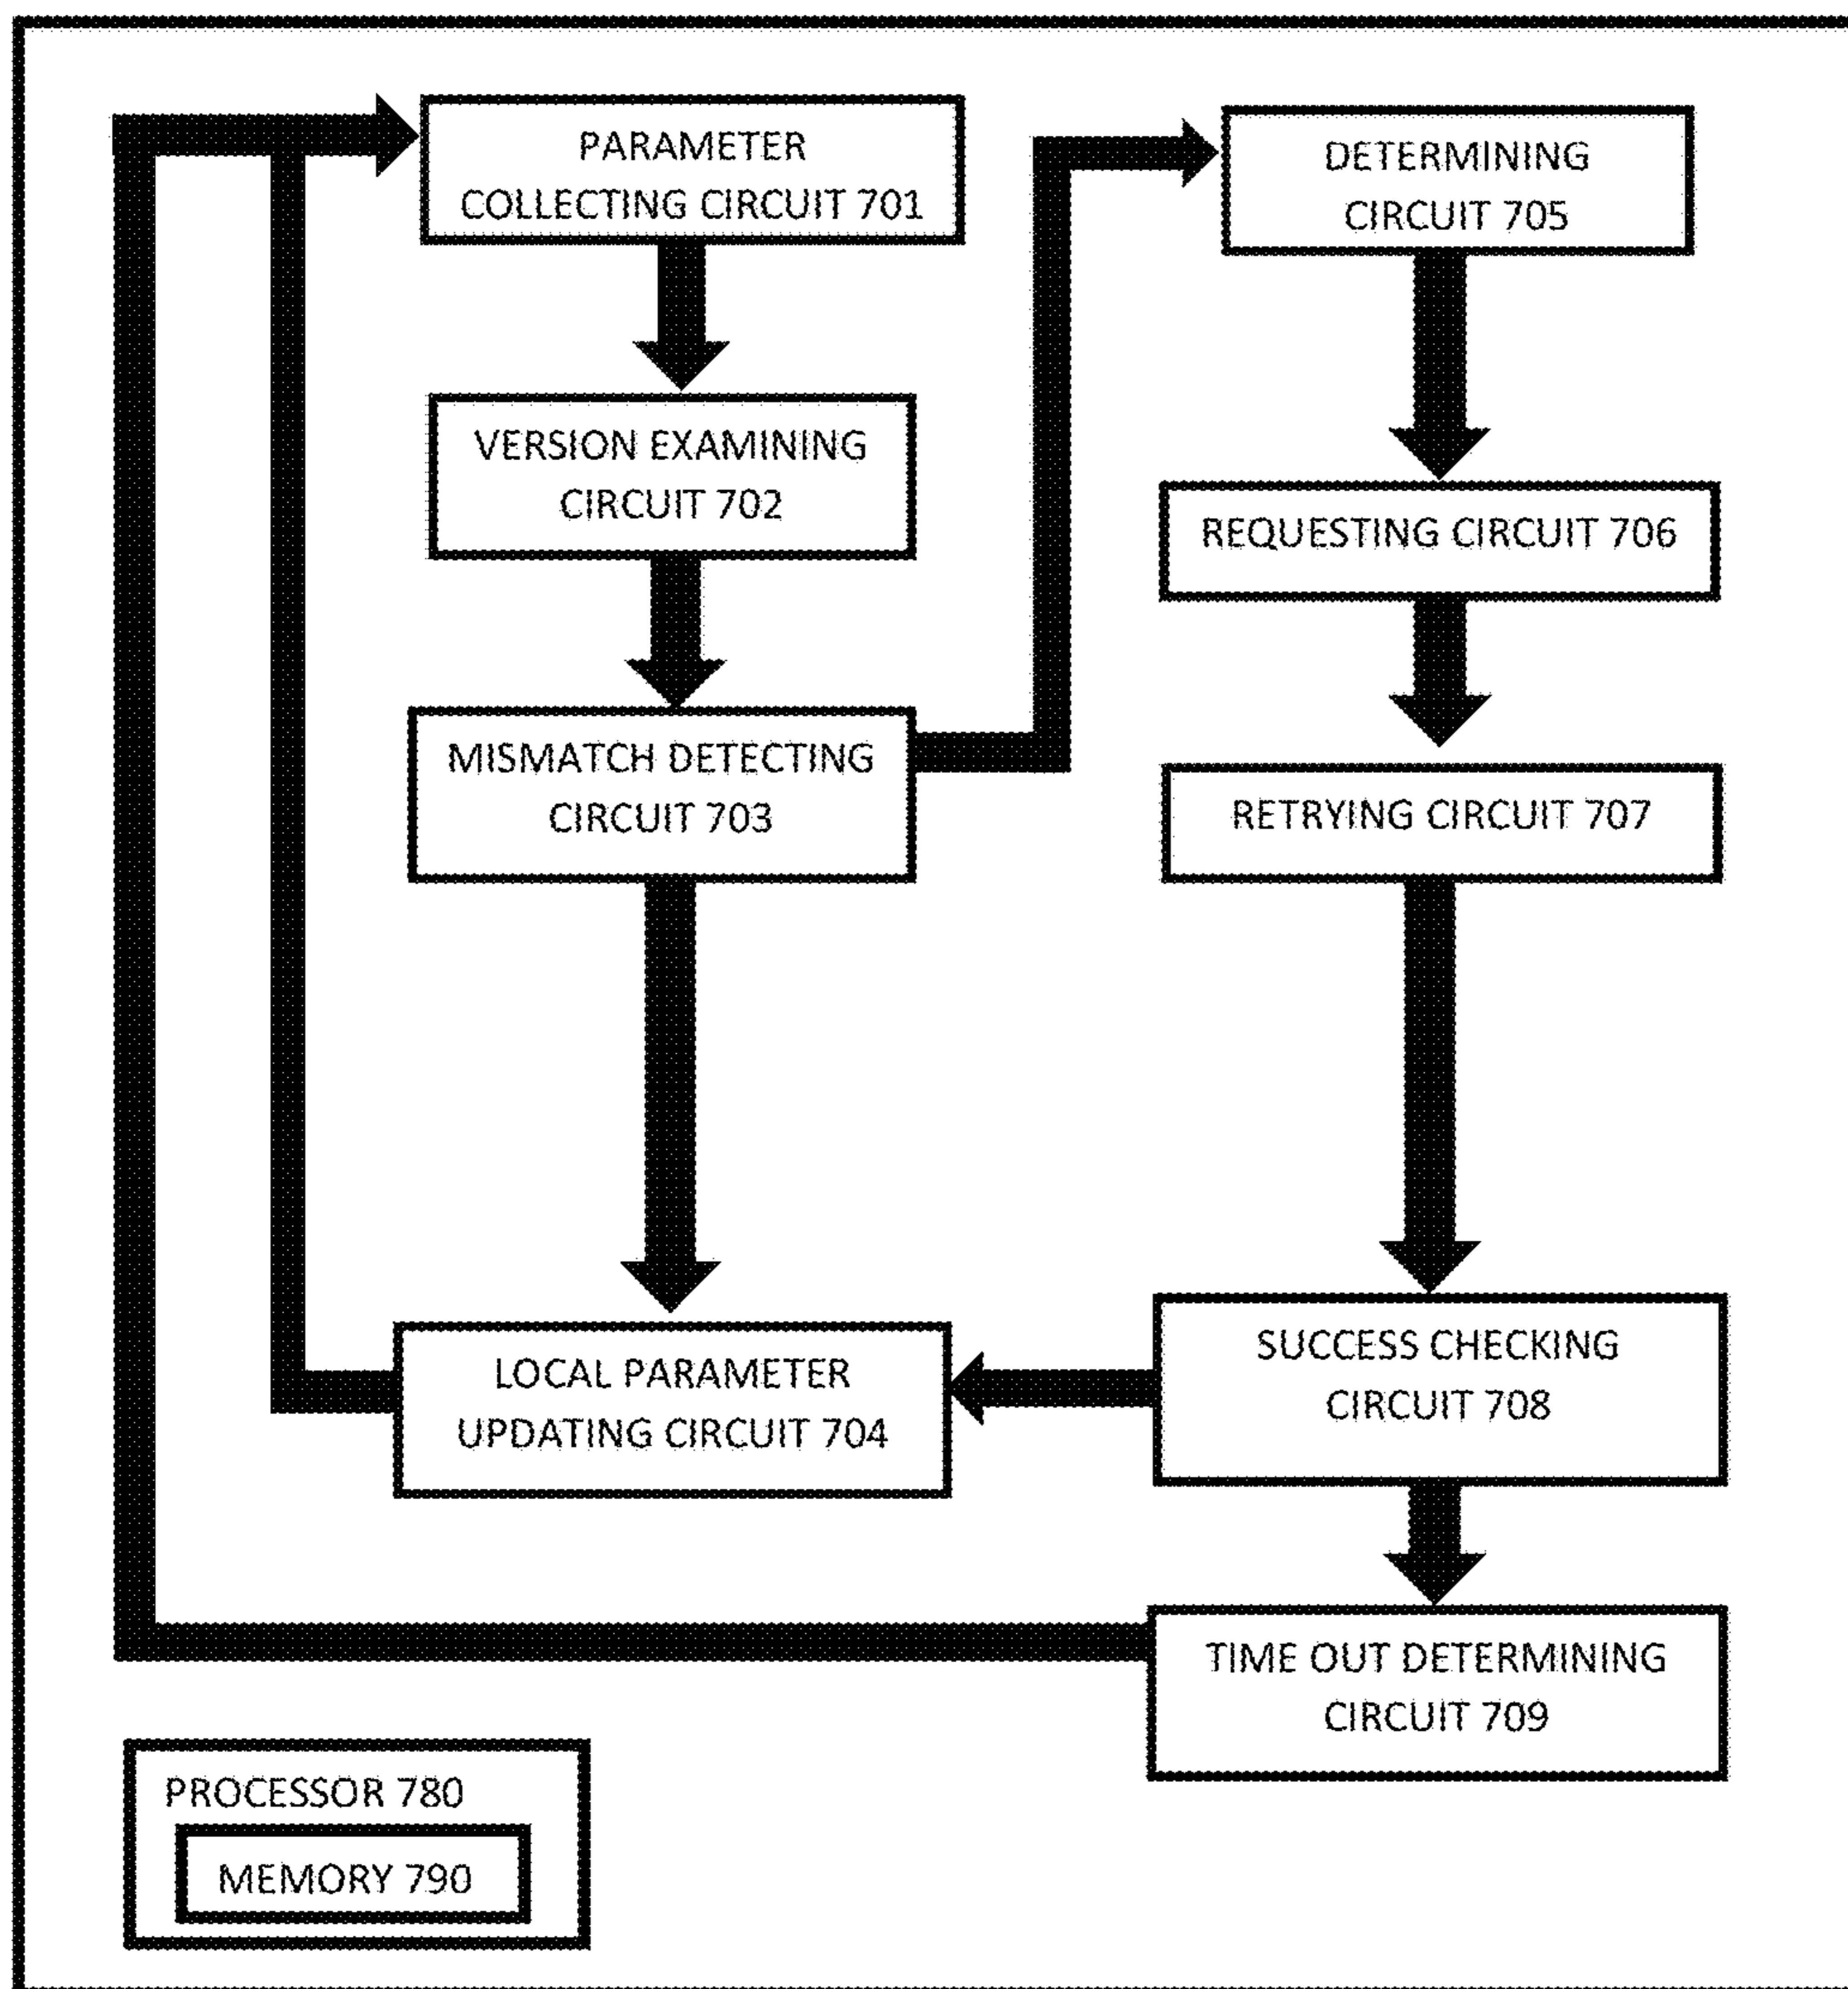 PARAMETER
COLLECTING CIRCUIT 701
VERSION EXAMINING
CIRCUIT 702
MISMATCH DETECTING
CIRCUIT 703
LOCAL PARAMETER
UPDATING CIRCUIT 704
DETERMINING
CIRCUIT 705
REQUESTING CIRCUIT 706
RETRYING CIRCUIT 707
SUCCESS CHECKING
CIRCUIT 708
TIME OUT DETERMINING
CIRCUIT 709
PROCESSOR 780
MEMORY 790